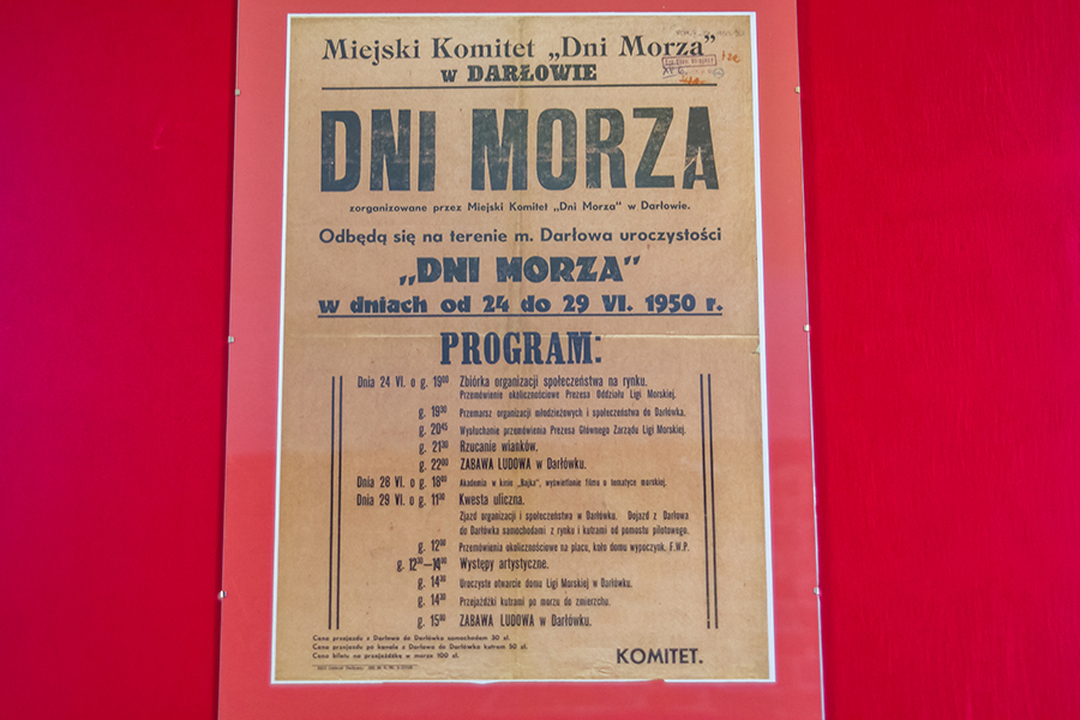 Miejski Komitet „Dni Morza”
w DARŁOWIE
DNI MORZA
zorganizowane przez Miejski Komitet „Dni Morza” w Darłowie.
Odbędą się na terenie m. Darłowa uroczystości
„DNI MORZA”
w dniach od 24 do 29 VI. 1950 r.
PROGRAM:
Dnia 24 VI. o g. 19⁰⁰ Zbiórka organizacji społeczeństwa na rynku.
Przemówienie okolicznościowe Prezesa Oddziału Ligi Morskiej.
g. 19³⁰ Przemarsz organizacji młodzieżowych i społeczeństwa do Darłówka.
g. 20⁴⁵ Wysłuchanie przemówienia Prezesa Głównego Zarządu Ligi Morskiej.
g. 21³⁰ Rzucanie wianków.
g. 22⁰⁰ ZABAWA LUDOWA w Darłówku.
Dnia 28 VI. o g. 18⁰⁰ Akademia w kinie „Bajka”, wyświetlanie filmu o tematyce morskiej.
Dnia 29 VI. o g. 11³⁰ Kwesta uliczna.
Zjazd organizacji i społeczeństwa w Darłówku. Dojazd z Darłowa
do Darłówka samochodami z rynku i kutrami od pomostu pilotowego.
g. 12⁰⁰ Przemówienia okolicznościowe na placu, koło domu wypoczynk. F.W.P.
g. 12³⁰—14⁰⁰ Występy artystyczne.
g. 14³⁰ Uroczyste otwarcie domu Ligi Morskiej w Darłówku.
g. 14³⁰ Przejażdżki kutrami po morzu do zmierzchu.
g. 15⁰⁰ ZABAWA LUDOWA w Darłówku.
Cena przejazdu z Darłowa do Darłówka samochodem 30 zł.
Cena przejazdu po kanale z Darłowa do Darłówka kutrem 50 zł.
Cena biletu na przejażdżkę w morze 100 zł.
KOMITET.